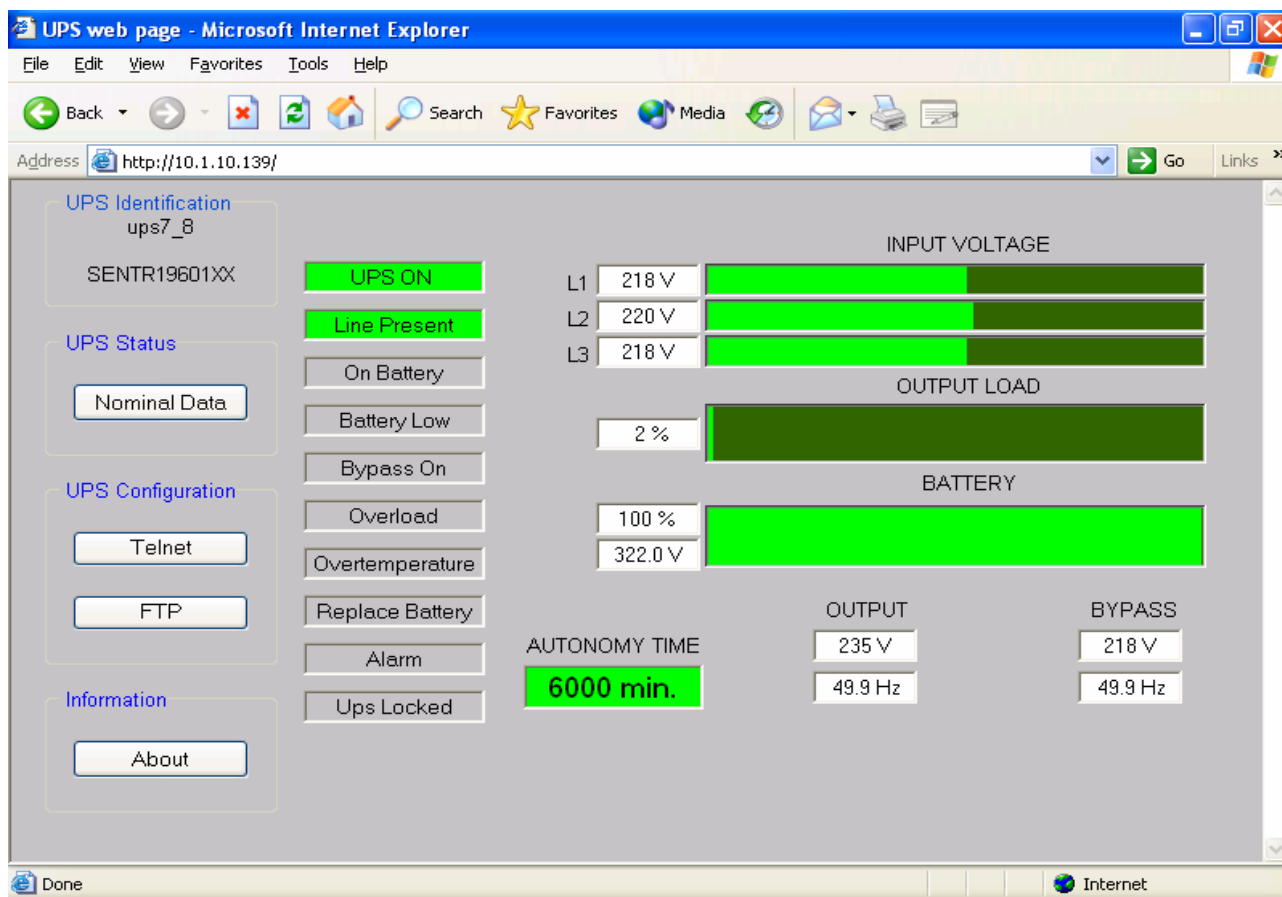 UPS web page - Microsoft Internet Explorer
File Edit View Favorites Tools Help
Back Search Favorites Media
Address http://10.1.10.139/ Go Links »
UPS Identification
ups7_8
SENTR19601XX
UPS Status
Nominal Data
UPS Configuration
Telnet
FTP
Information
About
UPS ON
Line Present
On Battery
Battery Low
Bypass On
Overload
Overtemperature
Replace Battery
Alarm
Ups Locked
INPUT VOLTAGE
L1 218 V
L2 220 V
L3 218 V
OUTPUT LOAD
2 %
BATTERY
100 %
322.0 V
AUTONOMY TIME
6000 min.
OUTPUT
235 V
49.9 Hz
BYPASS
218 V
49.9 Hz
Done Internet